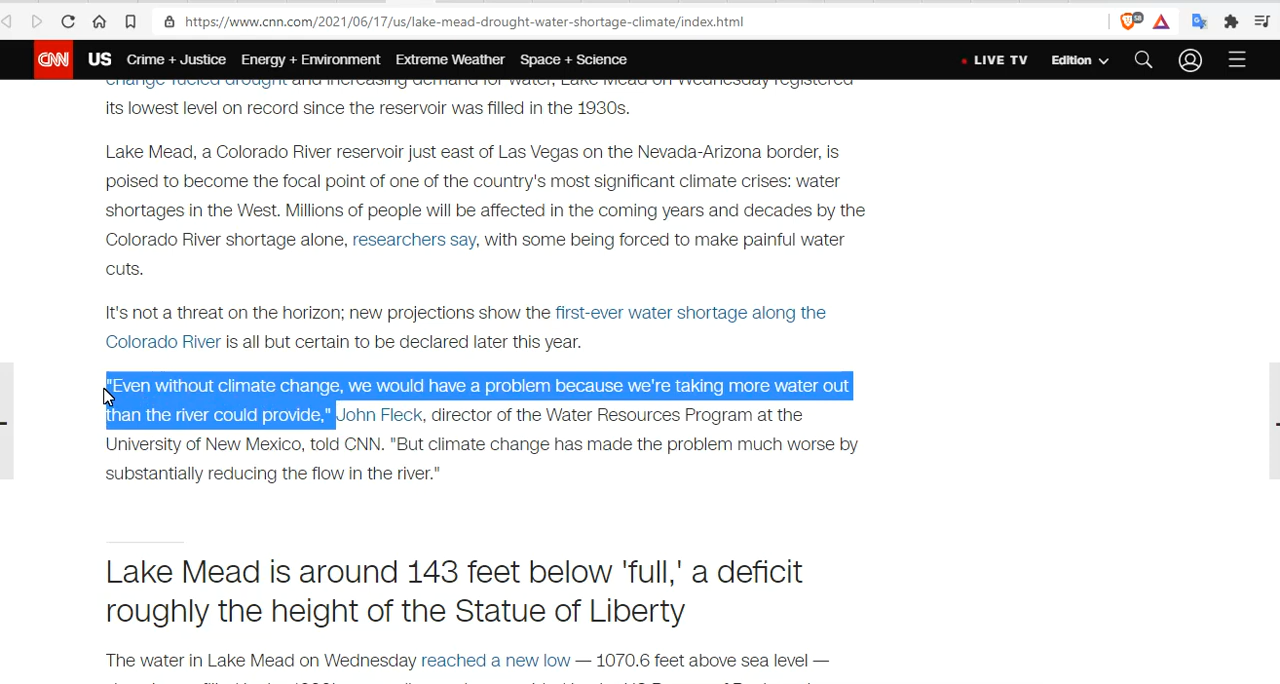 https://www.cnn.com/2021/06/17/us/lake-mead-drought-water-shortage-climate/index.html
58
CNN US Crime + Justice Energy + Environment Extreme Weather Space + Science LIVE TV Edition
change-fueled drought and increasing demand for water, Lake Mead on Wednesday registered
its lowest level on record since the reservoir was filled in the 1930s.
Lake Mead, a Colorado River reservoir just east of Las Vegas on the Nevada-Arizona border, is
poised to become the focal point of one of the country's most significant climate crises: water
shortages in the West. Millions of people will be affected in the coming years and decades by the
Colorado River shortage alone, researchers say, with some being forced to make painful water
cuts.
It's not a threat on the horizon; new projections show the first-ever water shortage along the
Colorado River is all but certain to be declared later this year.
"Even without climate change, we would have a problem because we're taking more water out
than the river could provide," John Fleck, director of the Water Resources Program at the
University of New Mexico, told CNN. "But climate change has made the problem much worse by
substantially reducing the flow in the river."
Lake Mead is around 143 feet below 'full,' a deficit
roughly the height of the Statue of Liberty
The water in Lake Mead on Wednesday reached a new low — 1070.6 feet above sea level —